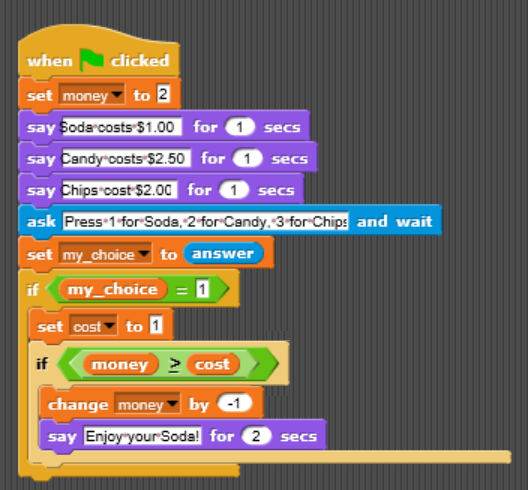 when clicked
set money to 2
say Soda costs $1.00 for 1 secs
say Candy costs $2.50 for 1 secs
say Chips cost $2.00 for 1 secs
ask Press 1 for Soda, 2 for Candy, 3 for Chips and wait
set my_choice to answer
if my_choice = 1
set cost to 1
if money ≥ cost
change money by -1
say Enjoy your Soda! for 2 secs